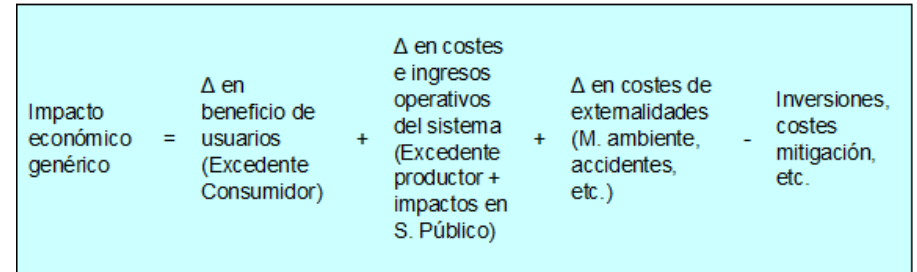 Impacto
económico
genérico
=
Δ en
beneficio de
usuarios
(Excedente
Consumidor)
+
Δ en costes
e ingresos
operativos
del sistema
(Excedente
productor +
impactos en
S. Público)
+
Δ en costes de
externalidades
(M. ambiente,
accidentes,
etc.)
-
Inversiones,
costes
mitigación,
etc.